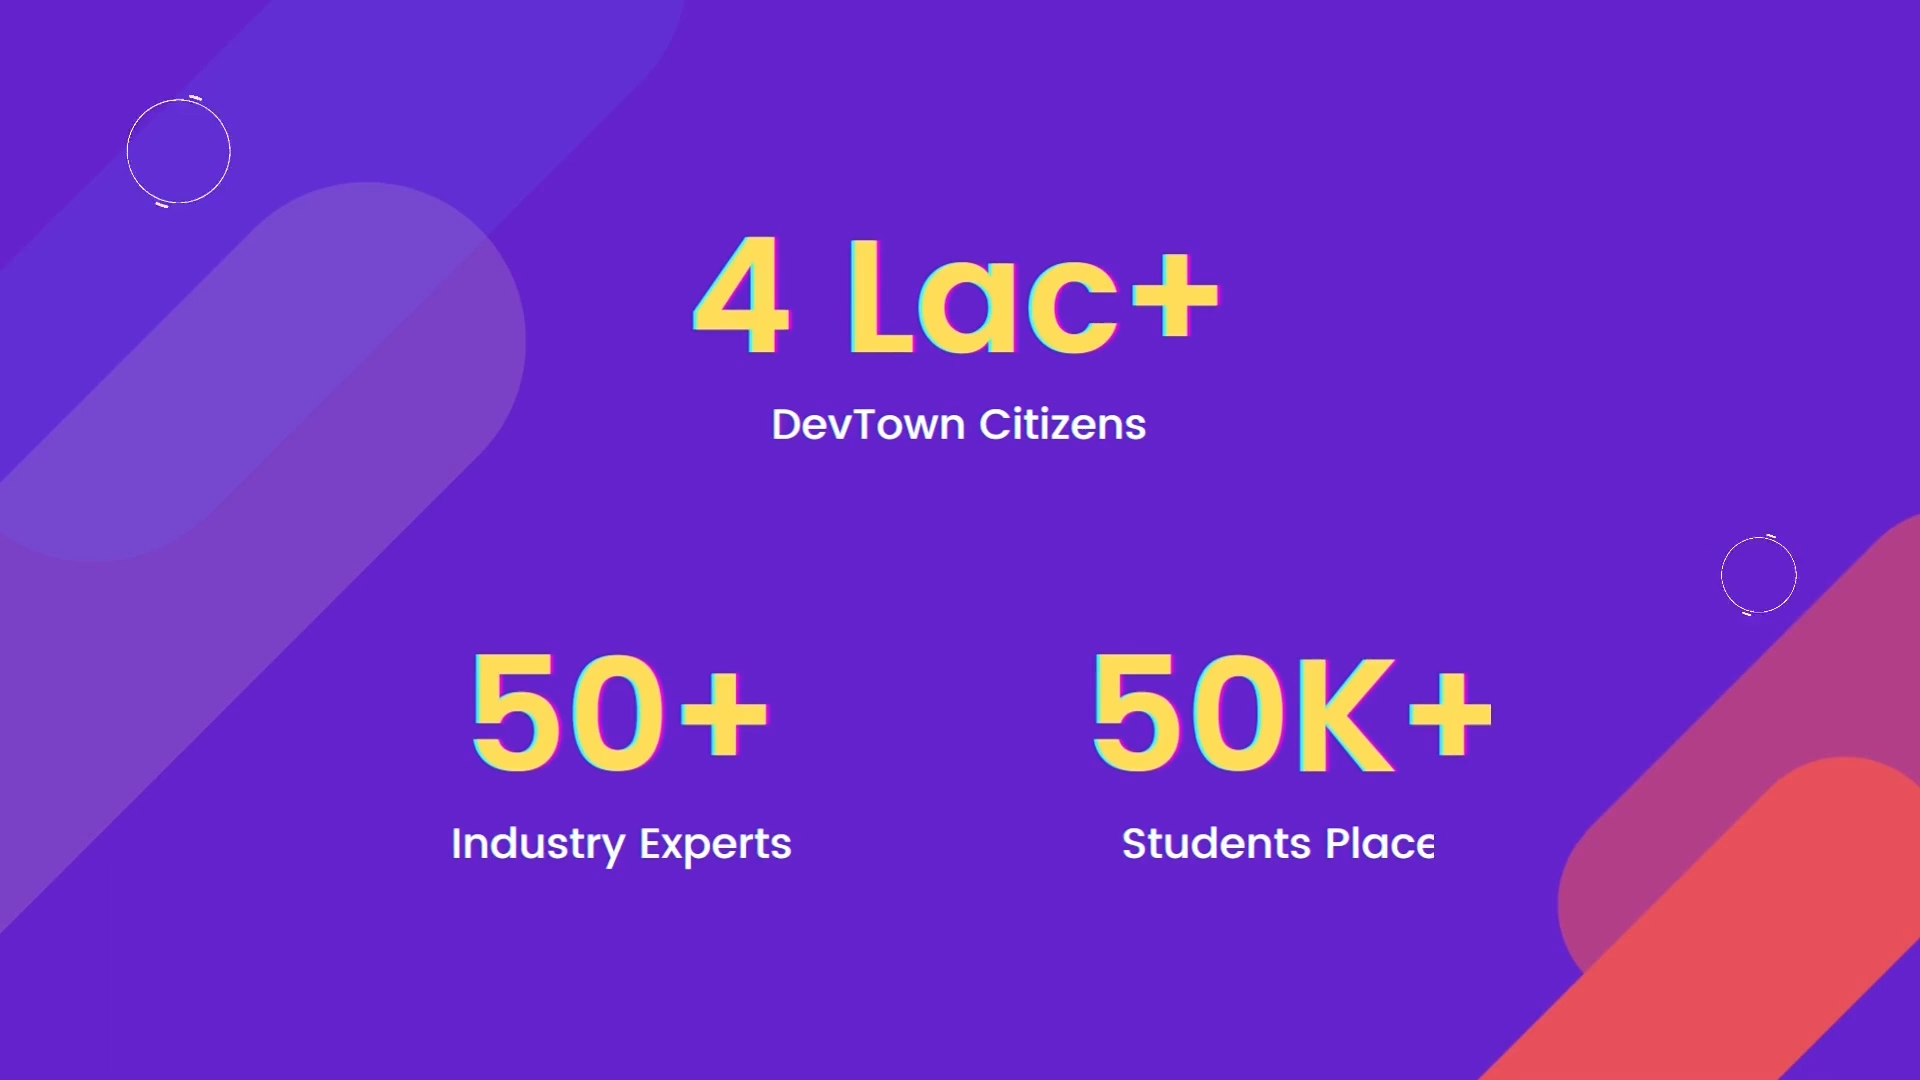 4 Lac+
DevTown Citizens
50+
Industry Experts
50K+
Students Place